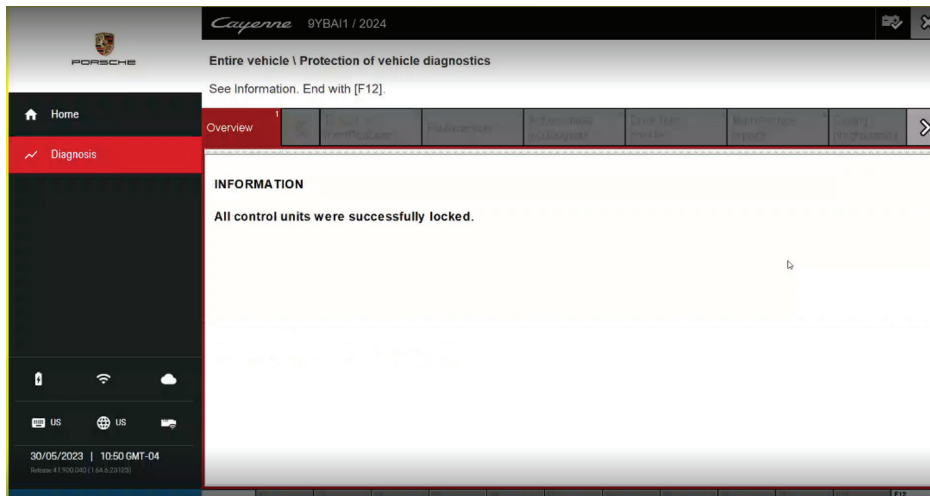 Cayenne 9YBAI1 / 2024
PORSCHE
Entire vehicle \ Protection of vehicle diagnostics
See Information. End with [F12].
Home
Diagnosis
Overview
1
INFORMATION
All control units were successfully locked.
US
US
30/05/2023 | 10:50 GMT-04
F12